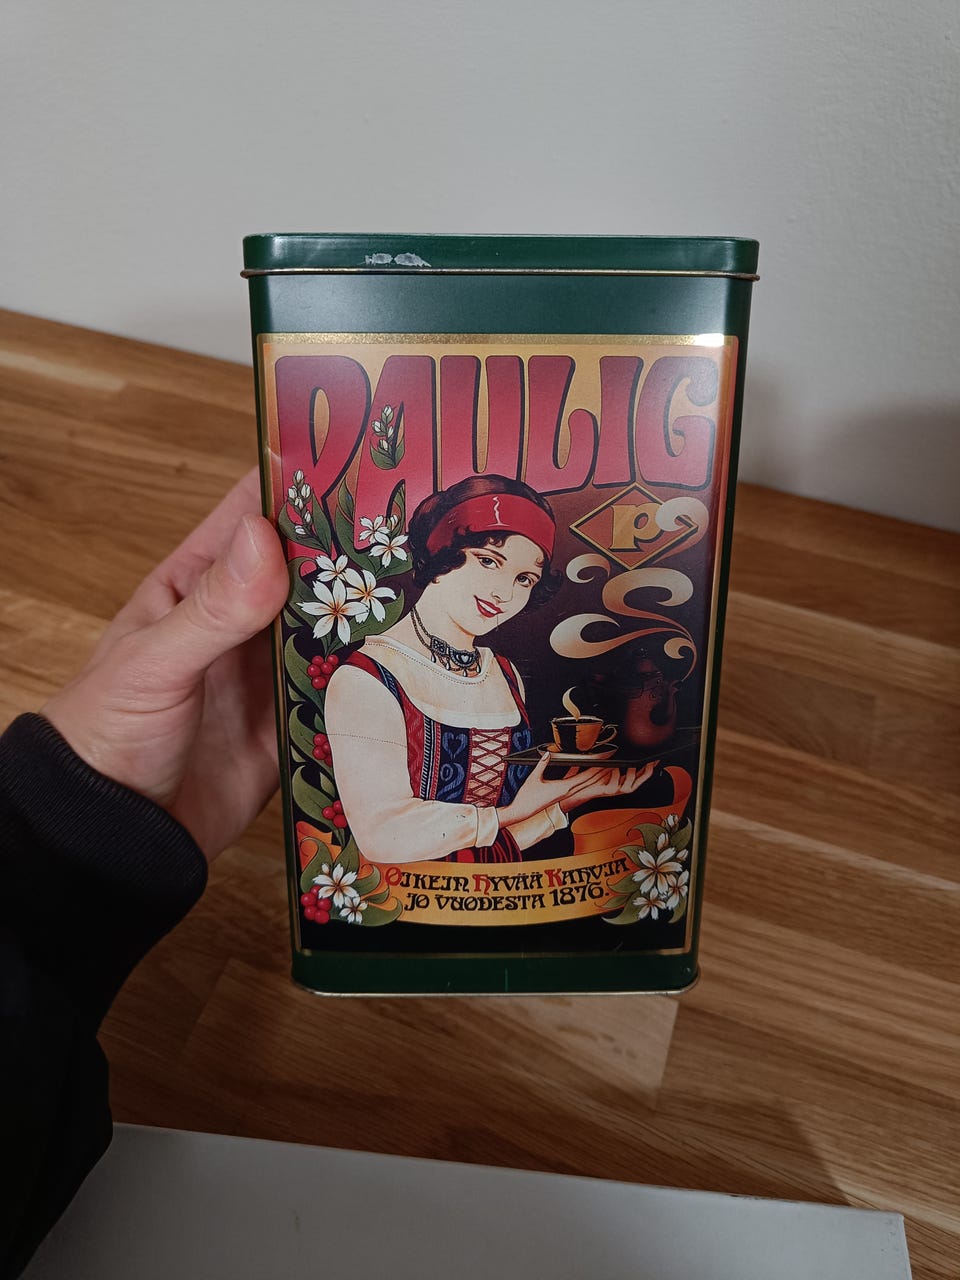 PAULIG
P
OIKEIN HYVÄÄ KAHVIA
JO VUODESTA 1876.